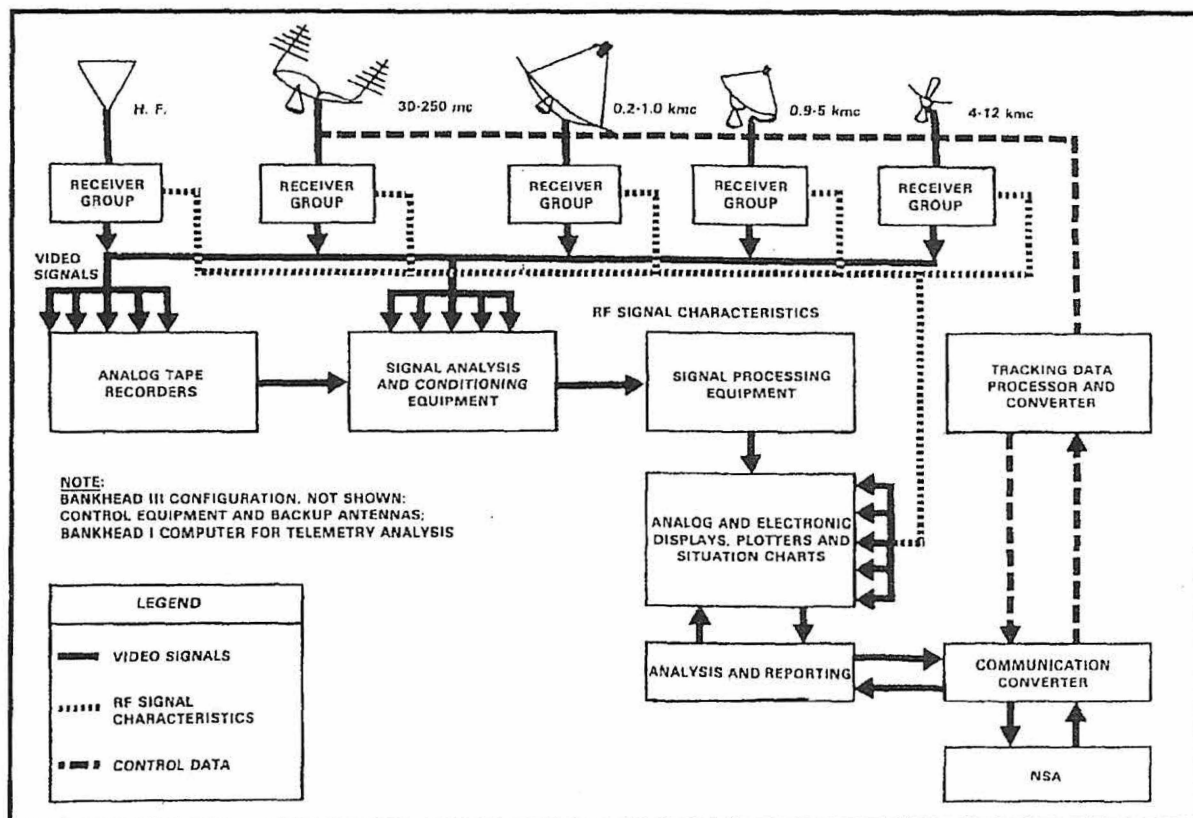 H. F.
30-250 mc
0.2-1.0 kmc
0.9-5 kmc
4-12 kmc
RECEIVER
GROUP
RECEIVER
GROUP
RECEIVER
GROUP
RECEIVER
GROUP
RECEIVER
GROUP
VIDEO
SIGNALS
RF SIGNAL CHARACTERISTICS
ANALOG TAPE
RECORDERS
SIGNAL ANALYSIS
AND CONDITIONING
EQUIPMENT
SIGNAL PROCESSING
EQUIPMENT
TRACKING DATA
PROCESSOR AND
CONVERTER
NOTE:
BANKHEAD III CONFIGURATION, NOT SHOWN:
CONTROL EQUIPMENT AND BACKUP ANTENNAS;
BANKHEAD I COMPUTER FOR TELEMETRY ANALYSIS
ANALOG AND ELECTRONIC
DISPLAYS, PLOTTERS AND
SITUATION CHARTS
LEGEND
VIDEO SIGNALS
RF SIGNAL
CHARACTERISTICS
CONTROL DATA
ANALYSIS AND REPORTING
COMMUNICATION
CONVERTER
NSA